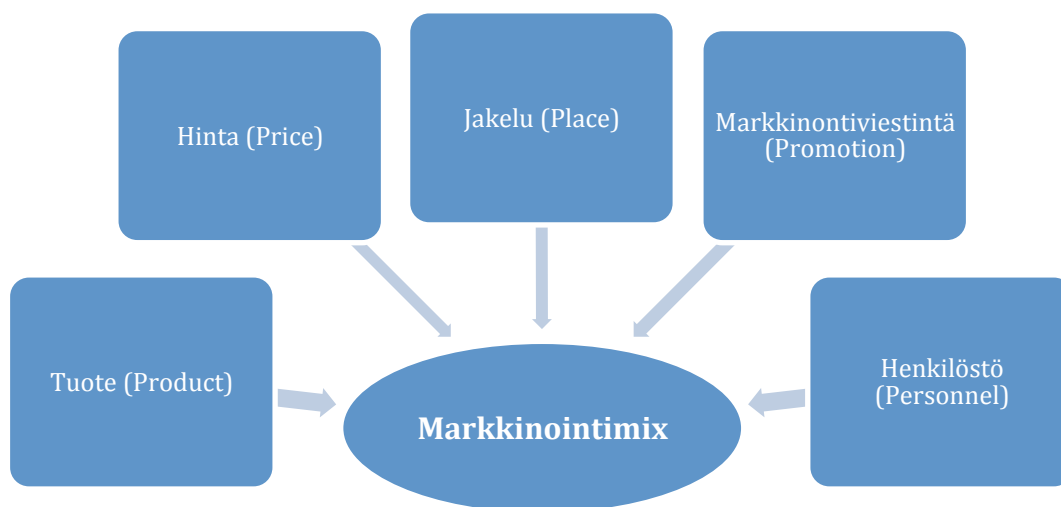 Hinta (Price)
Jakelu (Place)
Markkinontiviestintä
(Promotion)
Tuote (Product)
Henkilöstö
(Personnel)
Markkinointimix